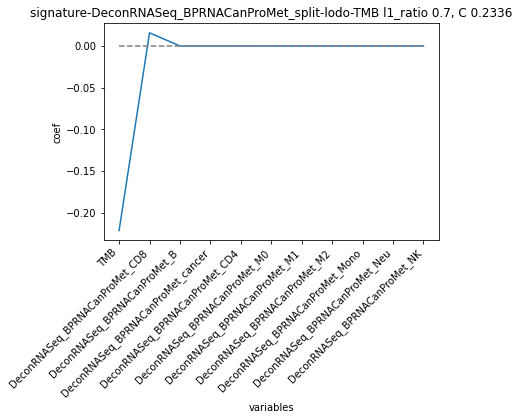 signature-DeconRNASeq_BPRNACanProMet_split-lodo-TMB l1_ratio 0.7, C 0.2336
0.00
−0.05
−0.10
−0.15
−0.20
coef
TMB
DeconRNASeq_BPRNACanProMet_CD8
DeconRNASeq_BPRNACanProMet_B
DeconRNASeq_BPRNACanProMet_cancer
DeconRNASeq_BPRNACanProMet_CD4
DeconRNASeq_BPRNACanProMet_M0
DeconRNASeq_BPRNACanProMet_M1
DeconRNASeq_BPRNACanProMet_M2
DeconRNASeq_BPRNACanProMet_Mono
DeconRNASeq_BPRNACanProMet_Neu
DeconRNASeq_BPRNACanProMet_NK
variables